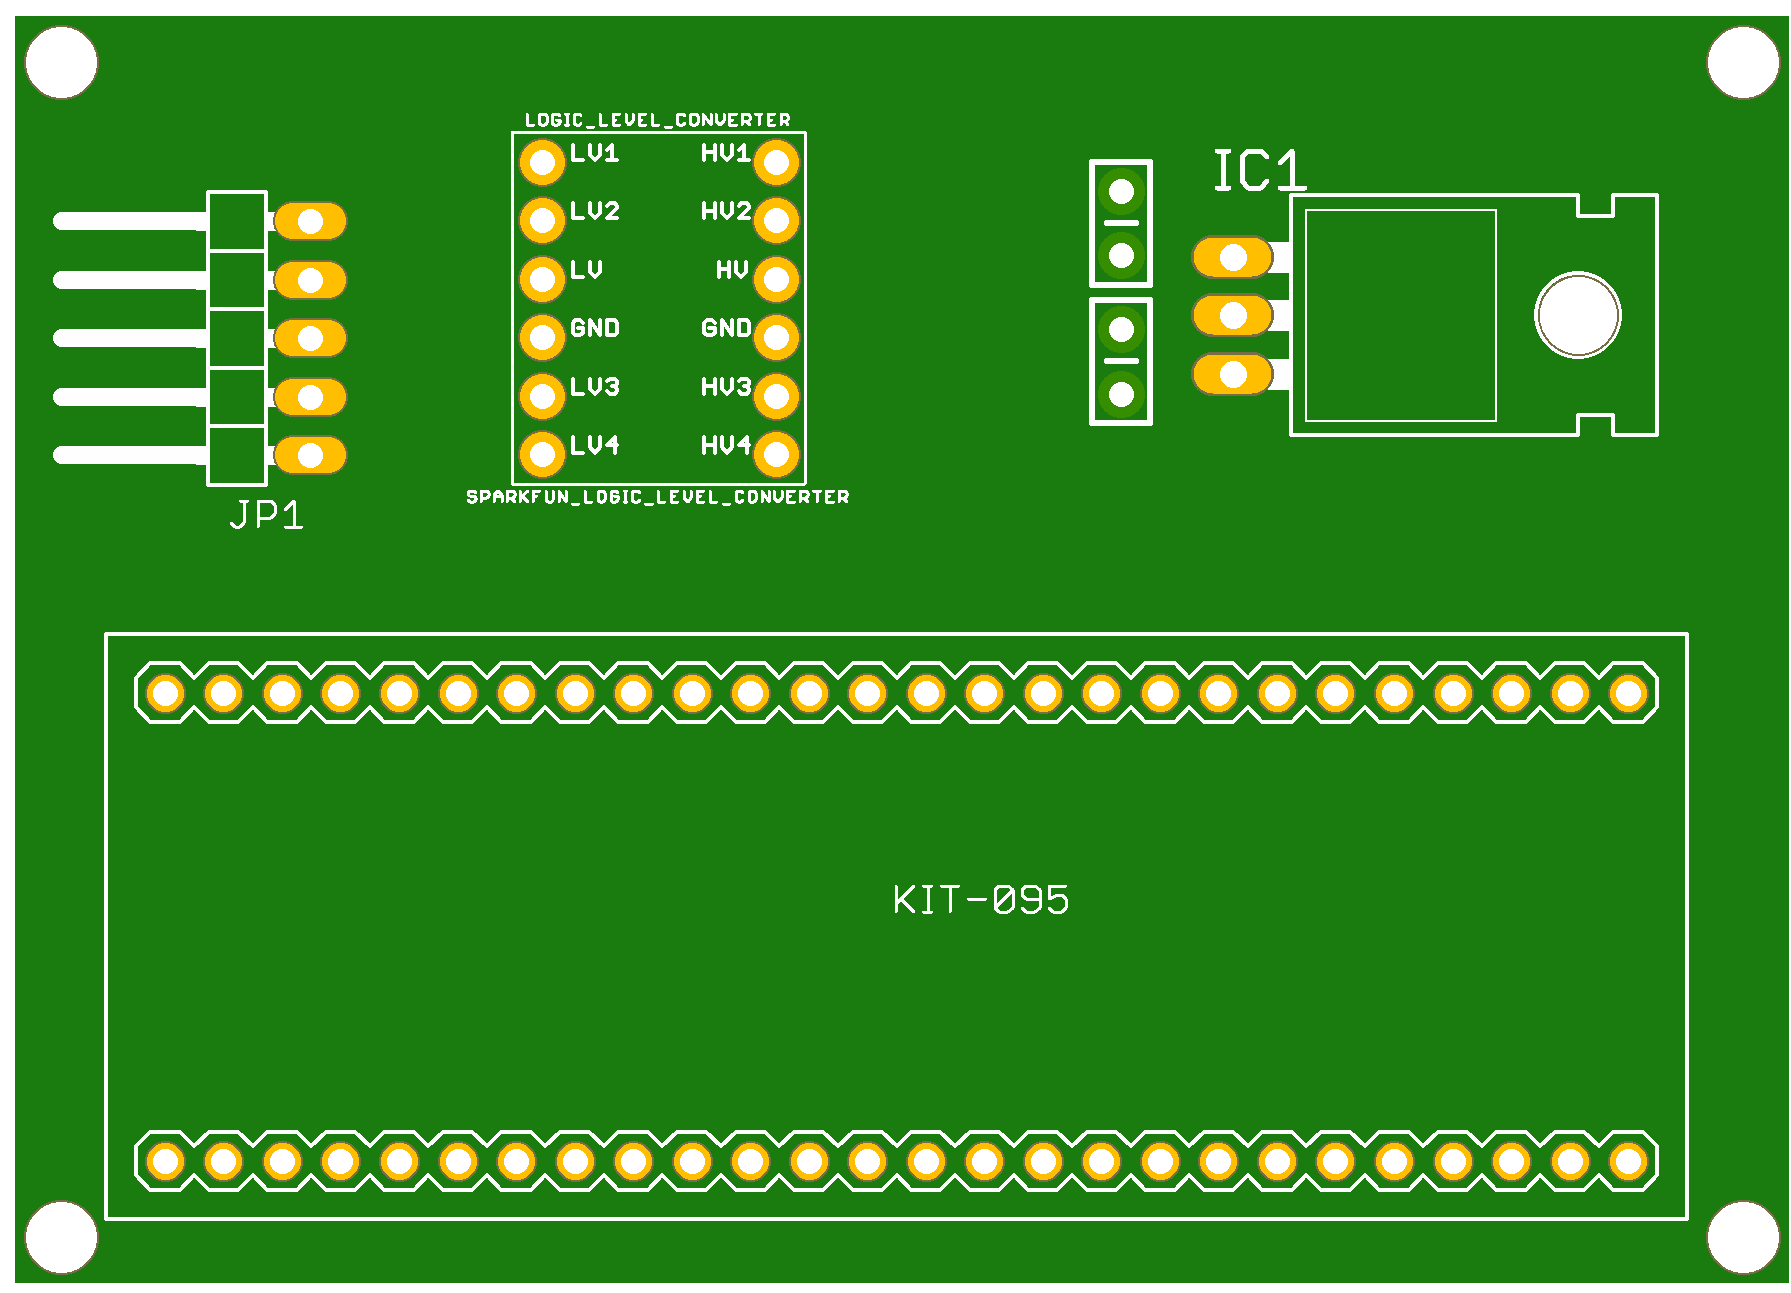 LOGIC_LEVEL_CONVERTER
LV1 HV1
LV2 HV2
LV HV
GND GND
LV3 HV3
LV4 HV4
SPARKFUN_LOGIC_LEVEL_CONVERTER
IC1
JP1
KIT-095